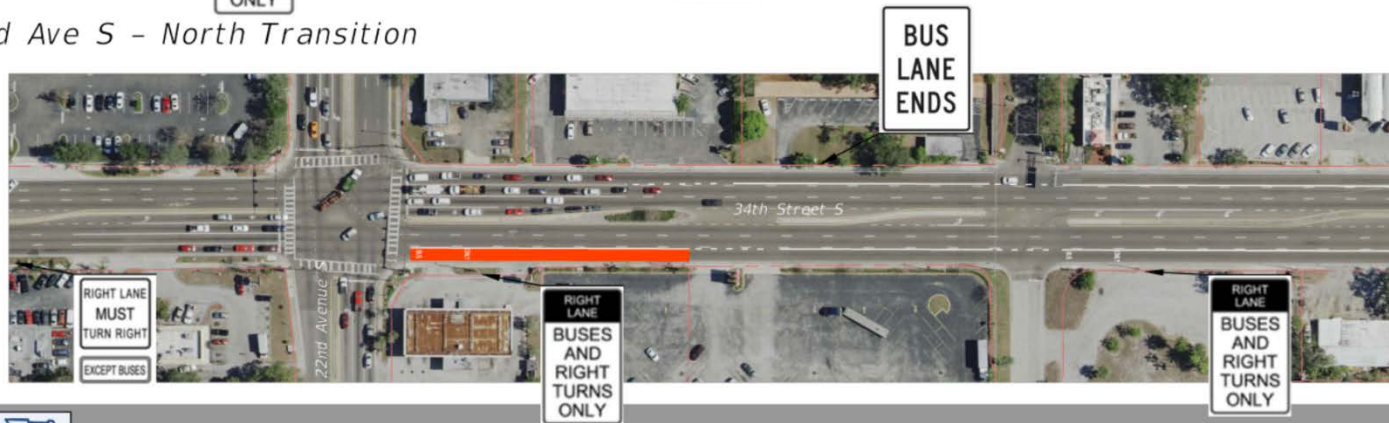 ONLY
d Ave S - North Transition
BUS
LANE
ENDS
34th Street S
22nd Avenue S
RIGHT LANE
MUST
TURN RIGHT
EXCEPT BUSES
RIGHT
LANE
BUSES
AND
RIGHT
TURNS
ONLY
RIGHT
LANE
BUSES
AND
RIGHT
TURNS
ONLY